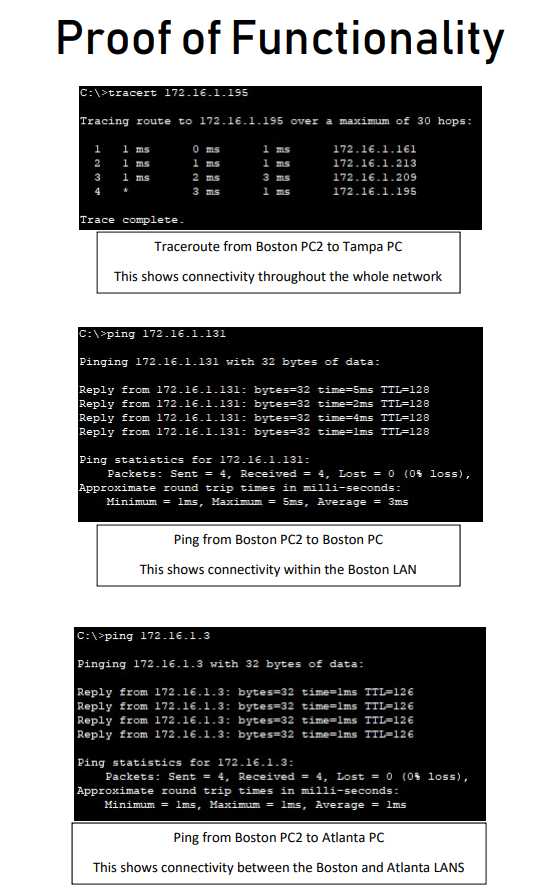 Proof of Functionality
C:\>tracert 172.16.1.195
Tracing route to 172.16.1.195 over a maximum of 30 hops:
1 1 ms 0 ms 1 ms 172.16.1.161
2 1 ms 1 ms 1 ms 172.16.1.213
3 1 ms 2 ms 3 ms 172.16.1.209
4 * 3 ms 1 ms 172.16.1.195
Trace complete.
Traceroute from Boston PC2 to Tampa PC
This shows connectivity throughout the whole network
C:\>ping 172.16.1.131
Pinging 172.16.1.131 with 32 bytes of data:
Reply from 172.16.1.131: bytes=32 time=5ms TTL=128
Reply from 172.16.1.131: bytes=32 time=2ms TTL=128
Reply from 172.16.1.131: bytes=32 time=4ms TTL=128
Reply from 172.16.1.131: bytes=32 time=1ms TTL=128
Ping statistics for 172.16.1.131:
Packets: Sent = 4, Received = 4, Lost = 0 (0% loss),
Approximate round trip times in milli-seconds:
Minimum = 1ms, Maximum = 5ms, Average = 3ms
Ping from Boston PC2 to Boston PC
This shows connectivity within the Boston LAN
C:\>ping 172.16.1.3
Pinging 172.16.1.3 with 32 bytes of data:
Reply from 172.16.1.3: bytes=32 time=1ms TTL=126
Reply from 172.16.1.3: bytes=32 time=1ms TTL=126
Reply from 172.16.1.3: bytes=32 time=1ms TTL=126
Reply from 172.16.1.3: bytes=32 time=1ms TTL=126
Ping statistics for 172.16.1.3:
Packets: Sent = 4, Received = 4, Lost = 0 (0% loss),
Approximate round trip times in milli-seconds:
Minimum = 1ms, Maximum = 1ms, Average = 1ms
Ping from Boston PC2 to Atlanta PC
This shows connectivity between the Boston and Atlanta LANS